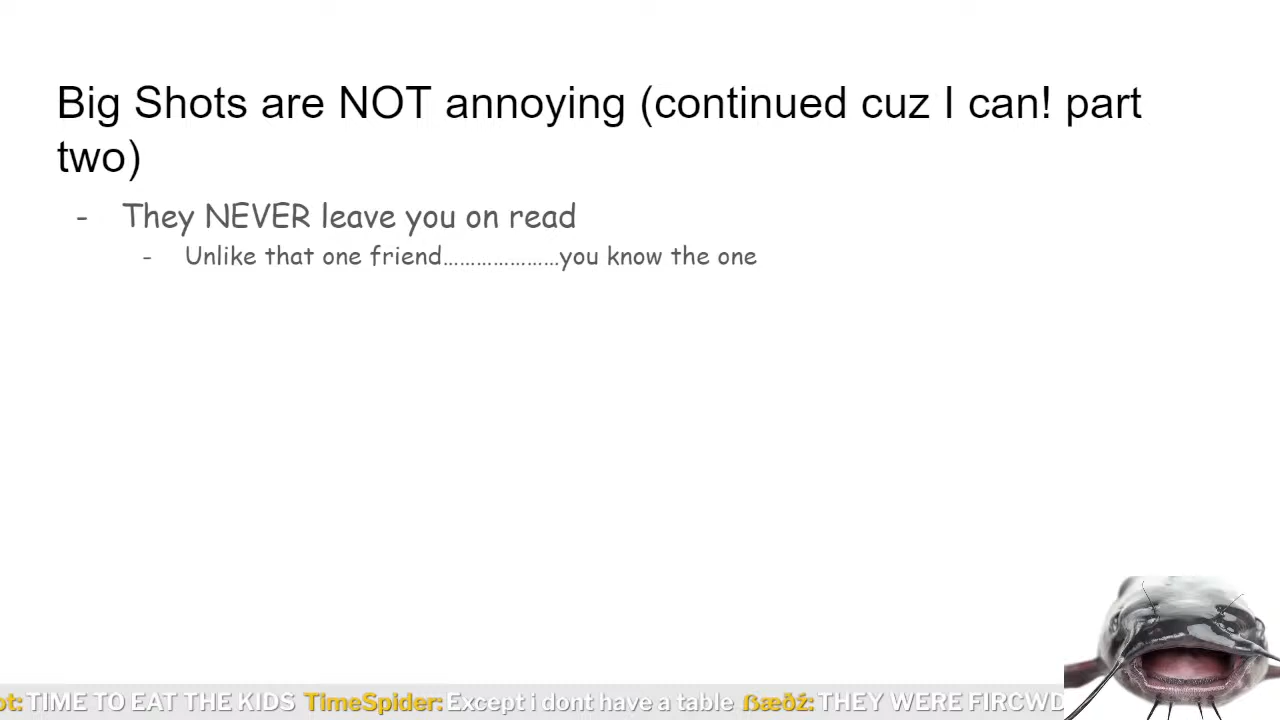 Big Shots are NOT annoying (continued cuz I can! part
two)
- They NEVER leave you on read
- Unlike that one friend…………………you know the one
ot: TIME TO EAT THE KIDS TimeSpider: Except i dont have a table ßæðź: THEY WERE FIRCWD